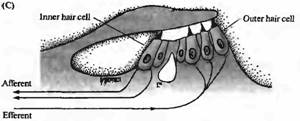 (C)
Inner hair cell
Outer hair cell
Afferent
Efferent